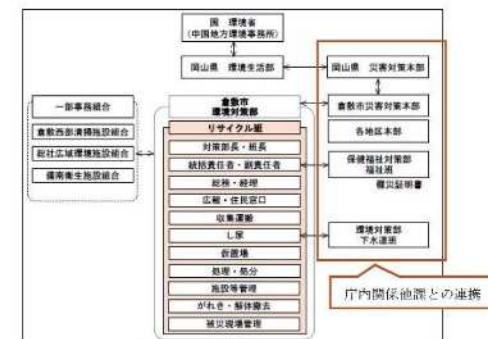 国 環境省
(中国地方環境事務所)
岡山県 環境生活部
岡山県 災害対策本部
一部事務組合
倉敷西部清掃施設組合
総社広域環境施設組合
備南衛生施設組合
倉敷市
環境対策部
リサイクル班
対策部長・班長
統括責任者・副責任者
総務・経理
広報・住民窓口
収集運搬
し尿
仮置場
処理・処分
施設等管理
がれき・解体撤去
被災現場管理
倉敷市災害対策本部
各地区本部
保健福祉対策部
福祉班
罹災証明書
環境対策部
下水道班
庁内関係他課との連携